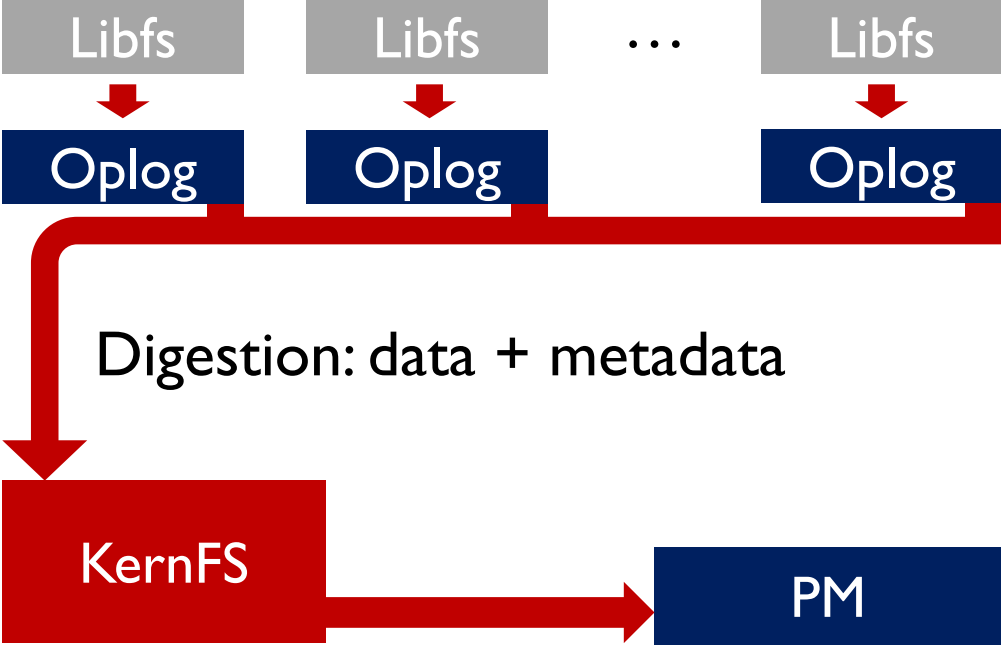 Libfs Libfs ... Libfs
Oplog Oplog Oplog
Digestion: data + metadata
KernFS
PM